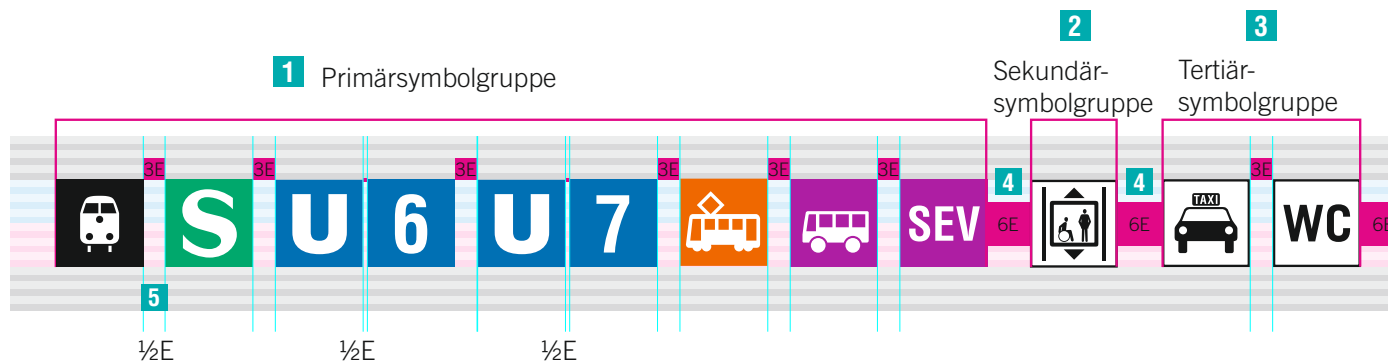 2
3
1 Primärsymbolgruppe
Sekundär-
symbolgruppe
Tertiär-
symbolgruppe
3E 3E 3E 3E 3E 3E 3E
4 4
S U 6 U 7 SEV 6E 6E TAXI WC 6E
5
½E ½E ½E